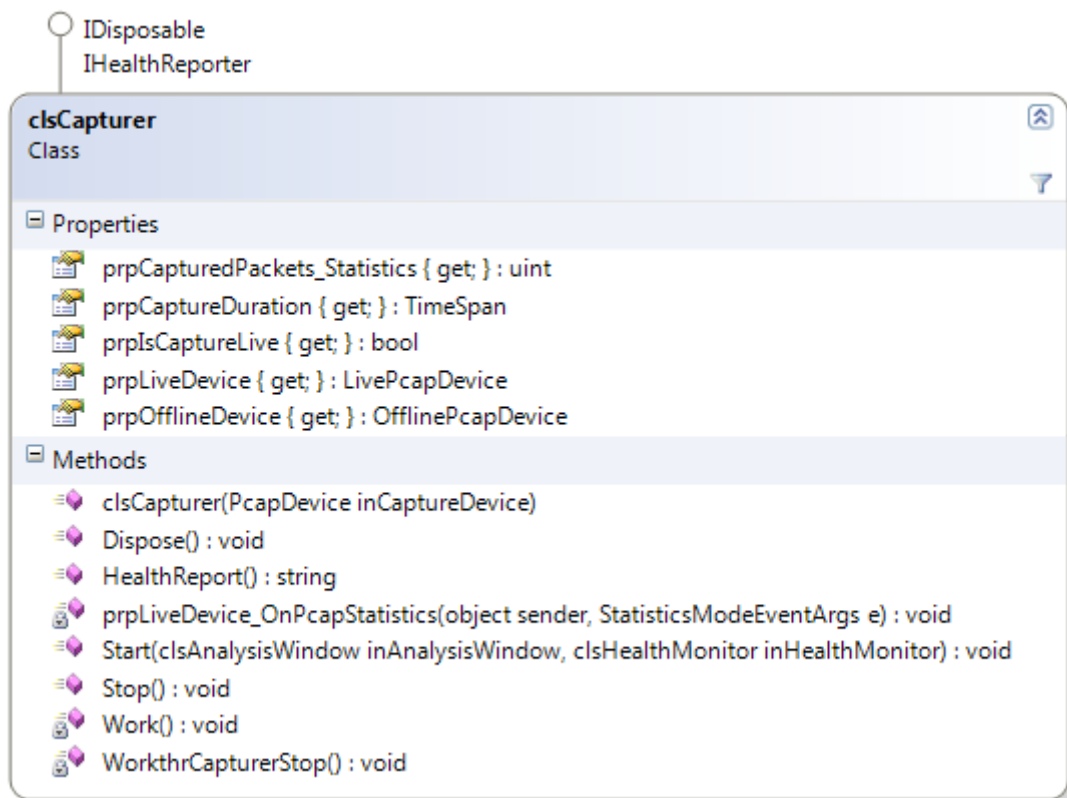 IDisposable
IHealthReporter
clsCapturer
Class
Properties
prpCapturedPackets_Statistics { get; } : uint
prpCaptureDuration { get; } : TimeSpan
prpIsCaptureLive { get; } : bool
prpLiveDevice { get; } : LivePcapDevice
prpOfflineDevice { get; } : OfflinePcapDevice
Methods
clsCapturer(PcapDevice inCaptureDevice)
Dispose() : void
HealthReport() : string
prpLiveDevice_OnPcapStatistics(object sender, StatisticsModeEventArgs e) : void
Start(clsAnalysisWindow inAnalysisWindow, clsHealthMonitor inHealthMonitor) : void
Stop() : void
Work() : void
WorkthrCapturerStop() : void